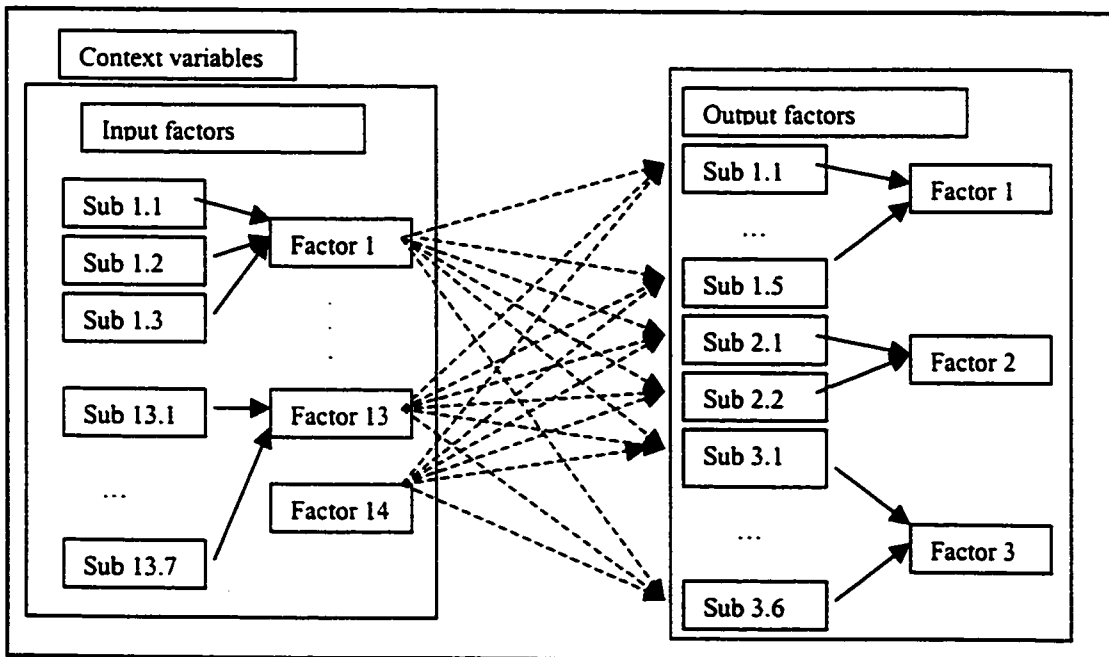 Context variables
Input factors
Sub 1.1
Sub 1.2
Sub 1.3
Factor 1
.
.
Sub 13.1
Factor 13
...
Factor 14
Sub 13.7
Output factors
Sub 1.1
Factor 1
...
Sub 1.5
Sub 2.1
Factor 2
Sub 2.2
Sub 3.1
...
Factor 3
Sub 3.6